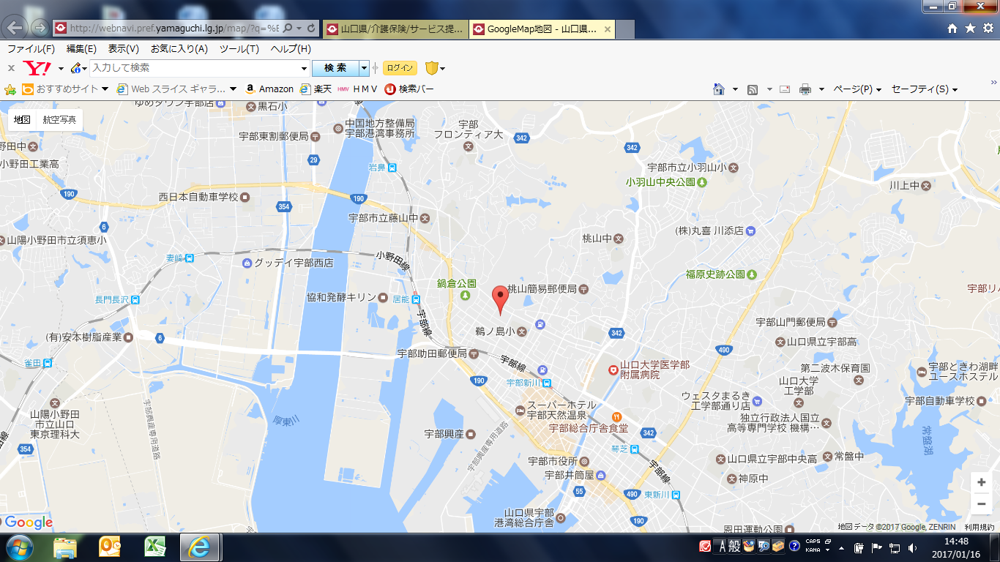 http://webnavi.pref.yamaguchi.lg.jp/map/?q=%E
山口県/介護保険/サービス提...
GoogleMap地図 - 山口県...
ファイル(F) 編集(E) 表示(V) お気に入り(A) ツール(T) ヘルプ(H)
Y! 入力して検索 検索 ログイン
おすすめサイト Web スライス ギャラ... Amazon 楽天 HMV HMV 検索バー ページ(P) セーフティ(S)
地図 航空写真
ゆめタウン宇部店
黒石小
中国地方整備局
宇部港湾事務所
宇部
フロンティア大
宇部東割郵便局
342
342
野田中
小野田工業高
29
岩鼻
宇部市立小羽山小
小羽山中央公園
川上中
190
西日本自動車学校
354
190
宇部市立藤山中
6
山陽小野田市立須恵小
(株)丸喜 川添店
桃山中
妻崎
グッデイ宇部西店
小野田線
福原史跡公園
鍋倉公園
桃山簡易郵便局
宇部リハ
長門長沢
協和発酵キリン
居能
宇部線
鵜ノ島小
宇部山門郵便局
(有)安本樹脂産業
6
342
山口県立宇部高
490
宇部助田郵便局
宇部線
雀田
山口大学医学部
附属病院
第二波木保育園
宇部ときわ湖畔
ユースホステル
190
宇部新川
山口大学
工学部
ウェスタまるき
工学部通り店
宇部自動車学校
山陽小野田
市立山口
東京理科大
宇部興産専用道路
厚東川
スーパーホテル
宇部天然温泉
宇部総合庁舎食堂
独立行政法人国立
高等専門学校 機構...
宇部興産
宇部興産専用道路
342
常盤湖
354
琴芝
宇部市役所
宇部線
山口県立宇部中央高
常盤中
宇部井筒屋
神原中
55
490
東新川
山口県宇部
港湾総合庁舎
190
恩田運動公園
Google
地図データ ©2017 Google, ZENRIN 利用規約
A 般 CAPS KANA
14:48
2017/01/16